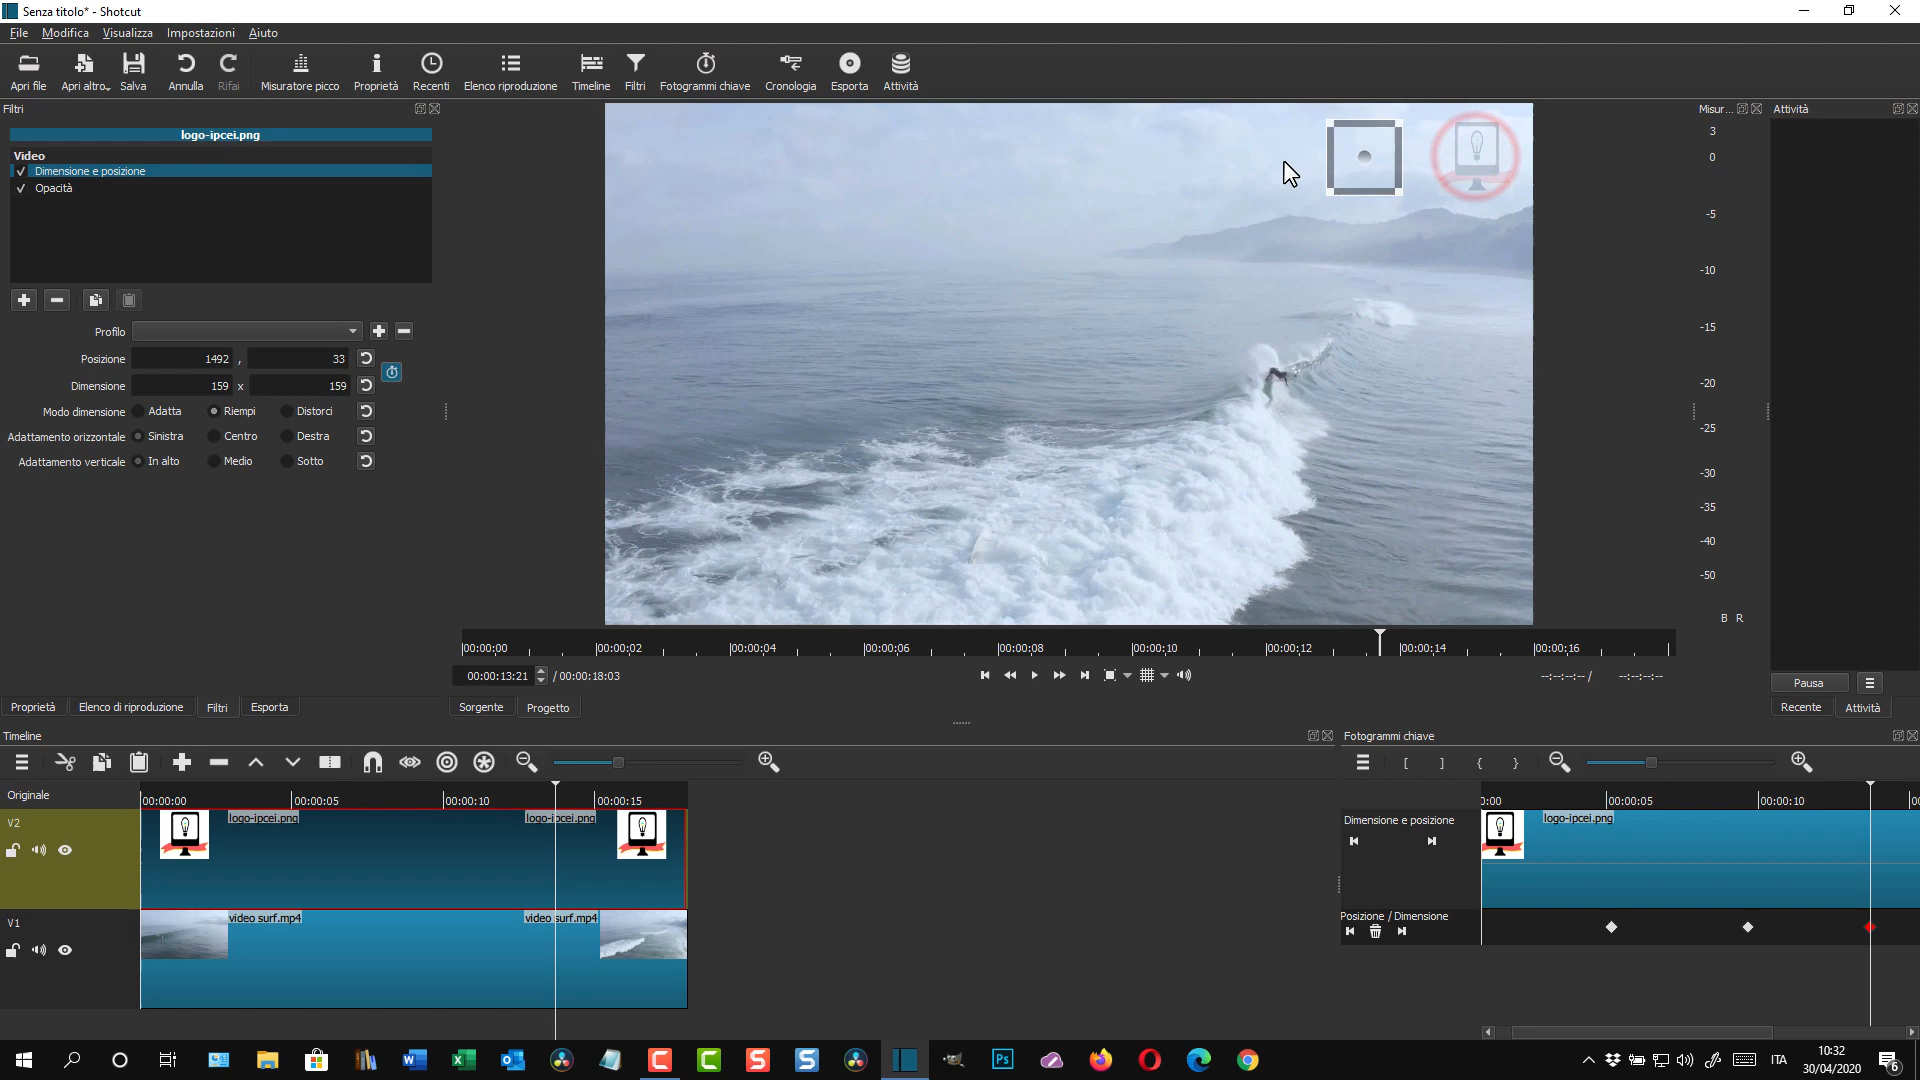 Senza titolo* - Shotcut
File Modifica Visualizza Impostazioni Aiuto
Apri file Apri altro Salva Annulla Rifai Misuratore picco Proprietà Recenti Elenco riproduzione Timeline Filtri Fotogrammi chiave Cronologia Esporta Attività
Filtri
Misur...
Attività
logo-ipcei.png
Video
Dimensione e posizione
Opacità
Profilo
Posizione 1492 , 33
Dimensione 159 x 159
Modo dimensione Adatta Riempi Distorci
Adattamento orizzontale Sinistra Centro Destra
Adattamento verticale In alto Medio Sotto
3
0
-5
-10
-15
-20
-25
-30
-35
-40
-50
B R
00:00:00 00:00:02 00:00:04 00:00:06 00:00:08 00:00:10 00:00:12 00:00:14 00:00:16
00:00:13:21 / 00:00:18:03
--:--:--:-- / --:--:--:--
Pausa
Proprietà Elenco di riproduzione Filtri Esporta
Sorgente Progetto
Recente Attività
Timeline
Originale
00:00:00 00:00:05 00:00:10 00:00:15
V2
logo-ipcei.png logo-ipcei.png
V1
video surf.mp4 video surf.mp4
Fotogrammi chiave
[ ] { }
0:00 00:00:05 00:00:10 00
Dimensione e posizione
logo-ipcei.png
Posizione / Dimensione
ITA
10:32
30/04/2020
6